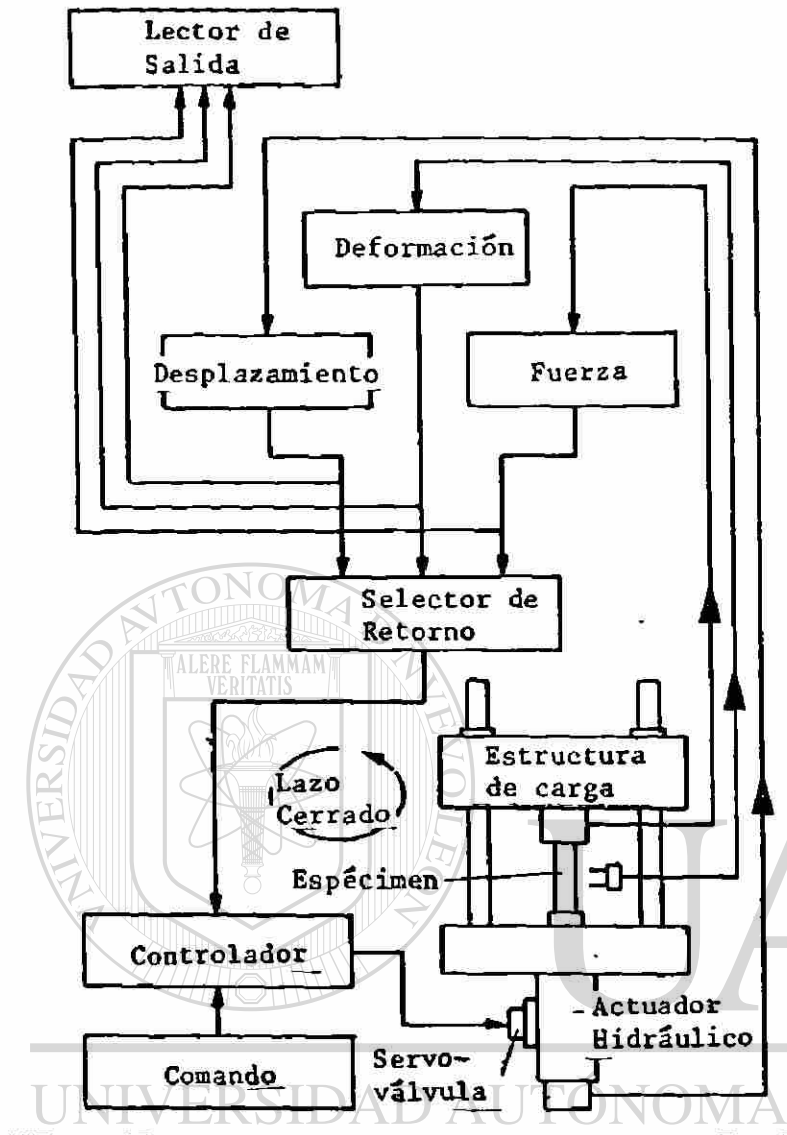 Lector de
Salida
Deformación
Desplazamiento
Fuerza
Selector de
Retorno
ALERE FLAMMAM
VERITATIS
Estructura
de carga
Lazo
Cerrado
Espécimen
Controlador
Actuador
Hidráulico
Servo-
válvula
Comando
UNIVERSIDAD AUTONOMA